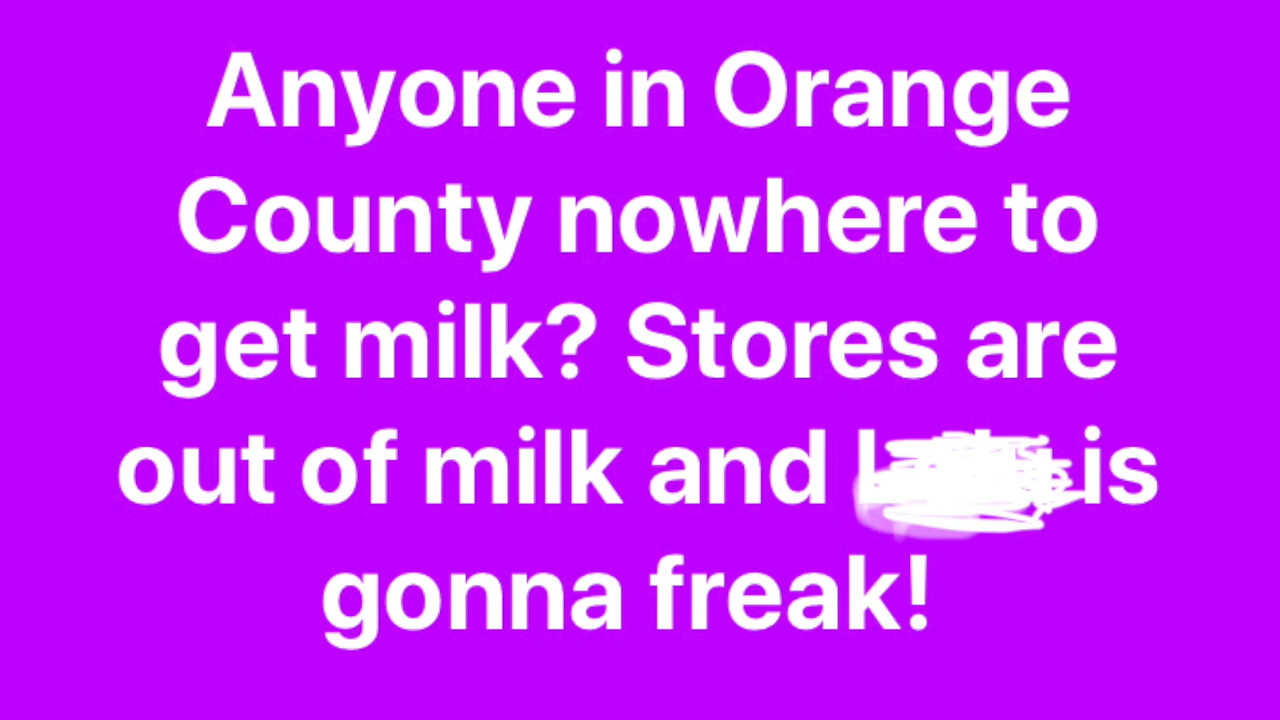 Anyone in Orange
County nowhere to
get milk? Stores are
out of milk and is
gonna freak!